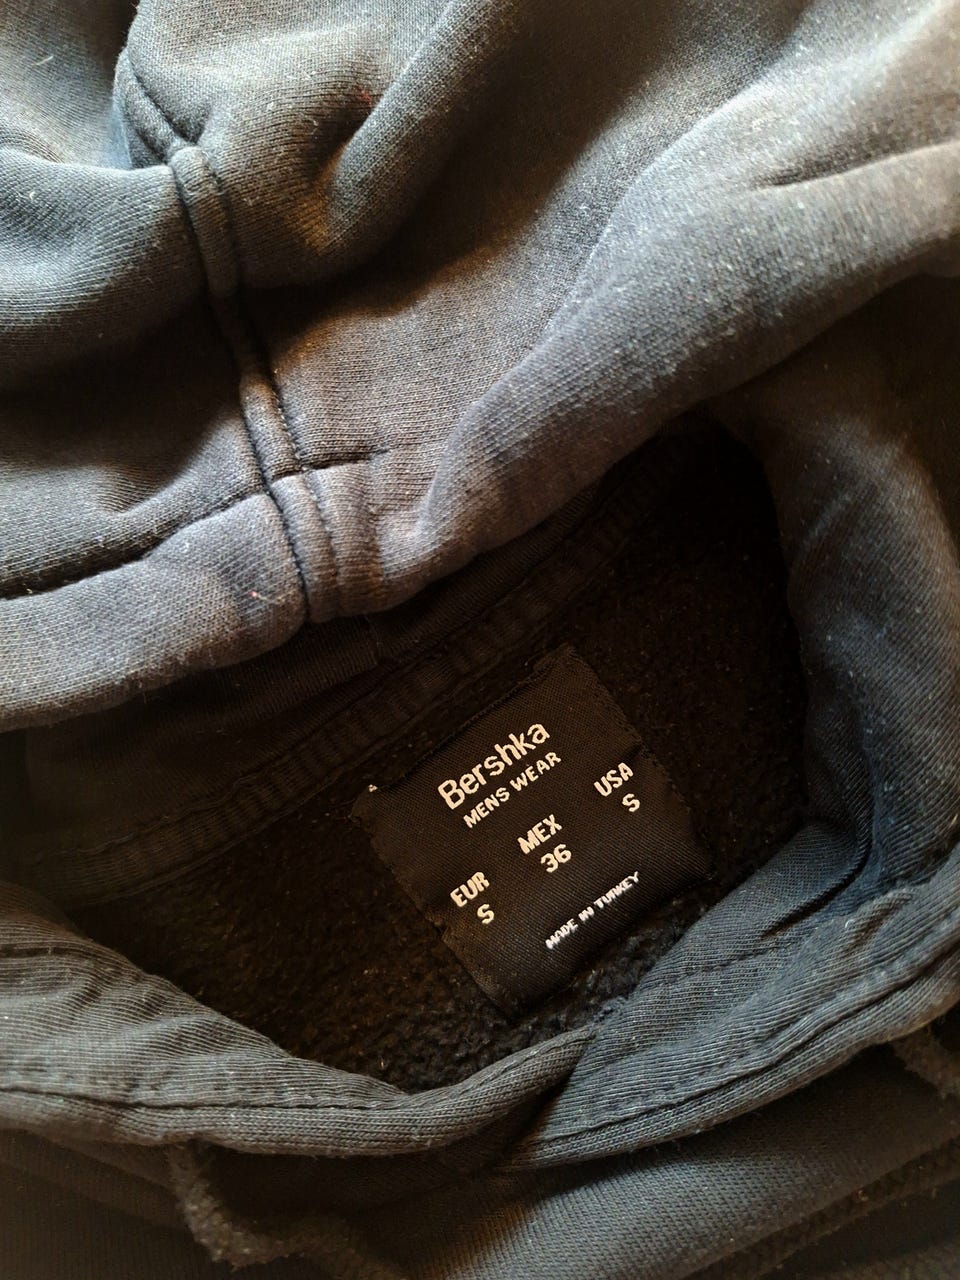 Bershka
MENS WEAR
EUR MEX USA
S 36 S
MADE IN TURKEY